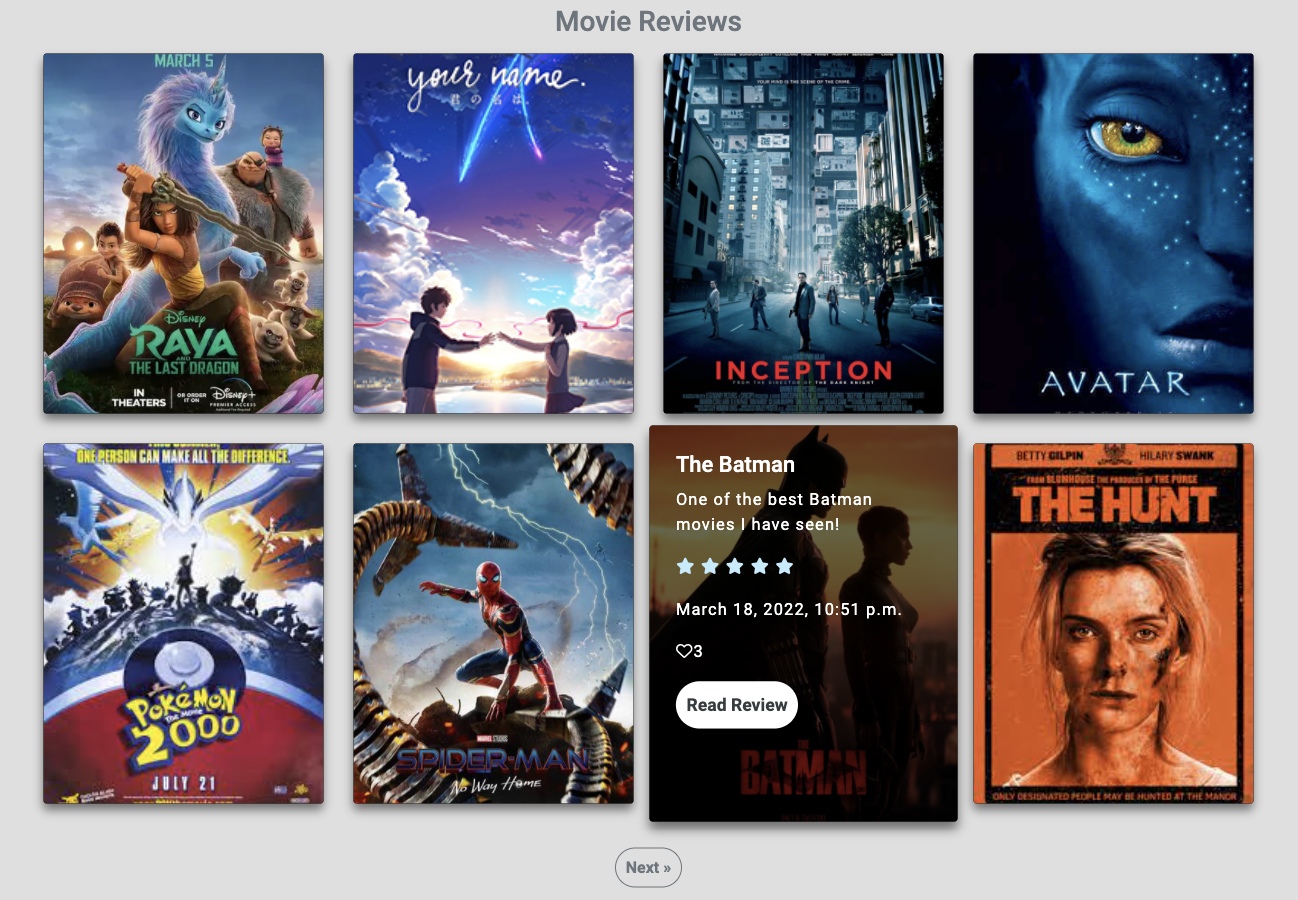 Movie Reviews
MARCH 5
Disney
RAYA
AND
THE LAST DRAGON
IN THEATERS
OR ORDER IT ON
Disney+
PREMIER ACCESS
your name.
君の名は.
YOUR MIND IS THE SCENE OF THE CRIME.
INCEPTION
FROM THE DIRECTOR OF THE DARK KNIGHT
AVATAR
ONE PERSON CAN MAKE ALL THE DIFFERENCE.
POKéMON
THE MOVIE
2000
JULY 21
MARVEL STUDIOS
SPIDER-MAN
No Way Home
The Batman
One of the best Batman
movies I have seen!
March 18, 2022, 10:51 p.m.
3
Read Review
THE
BATMAN
BETTY GILPIN HILARY SWANK
FROM BLUMHOUSE THE PRODUCER OF THE PURGE
THE HUNT
ONLY DESIGNATED PEOPLE MAY BE HUNTED AT THE MANOR
Next »